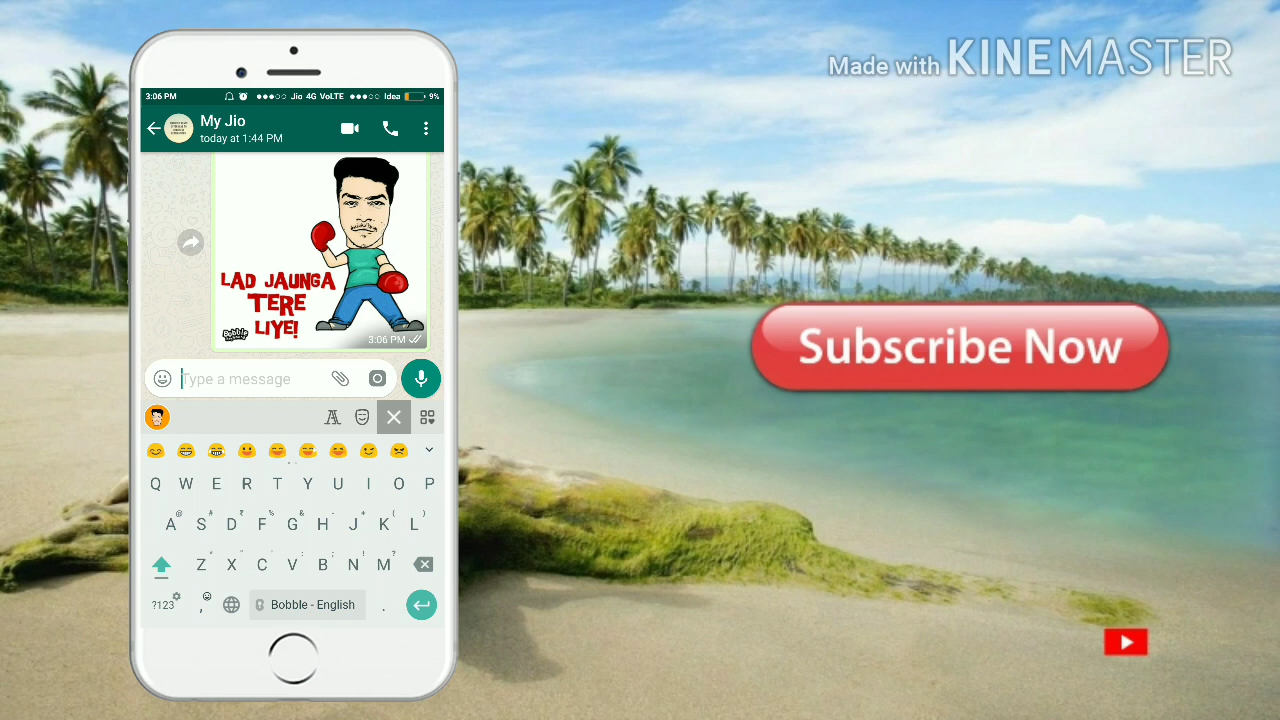 Made with KINEMASTER
3:06 PM Jio 4G VoLTE Idea 9%
My Jio
today at 1:44 PM
LAD JAUNGA
TERE
LIYE!
Bobble
3:06 PM
Type a message
Q W E R T Y U I O P
@ # ₹ % & - + ( )
A S D F G H J K L
* " ' : ; ! ?
Z X C V B N M
?123 , Bobble - English .
Subscribe Now